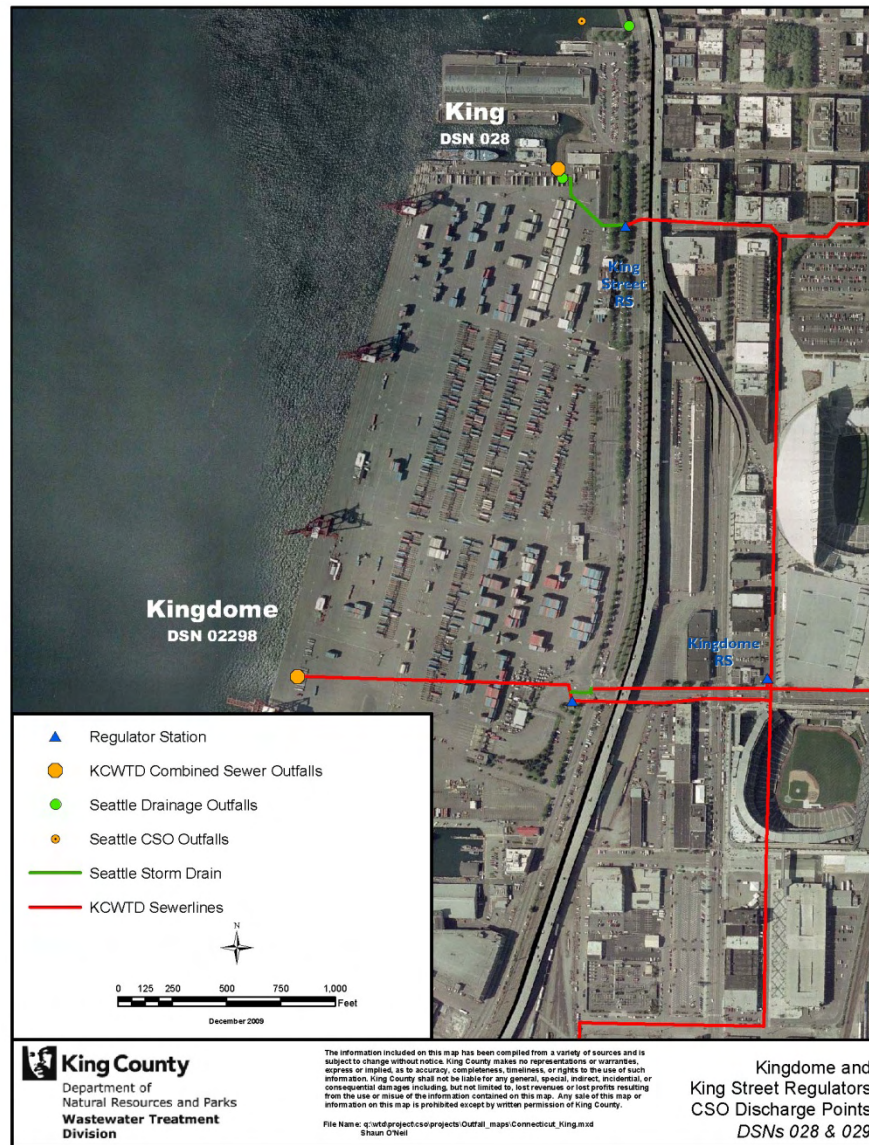 King
DSN 028
King
Street
RS
Kingdome
DSN 02298
Kingdome
RS
Regulator Station
KCWTD Combined Sewer Outfalls
Seattle Drainage Outfalls
Seattle CSO Outfalls
Seattle Storm Drain
KCWTD Sewerlines
N
0 125 250 500 750 1,000
Feet
December 2009
King County
Department of
Natural Resources and Parks
Wastewater Treatment
Division
The information included on this map has been compiled from a variety of sources and is
subject to change without notice. King County makes no representations or warranties,
express or implied, as to accuracy, completeness, timeliness, or rights to the use of such
information. King County shall not be liable for any general, special, indirect, incidental, or
consequential damages including, but not limited to, lost revenues or lost profits resulting
from the use or misuse of the information contained on this map. Any sale of this map or
information on this map is prohibited except by written permission of King County.
File Name: q:\wtd\project\cso\projects\Outfall_maps\Connecticut_King.mxd
Shaun O'Neil
Kingdome and
King Street Regulators
CSO Discharge Points
DSNs 028 & 029